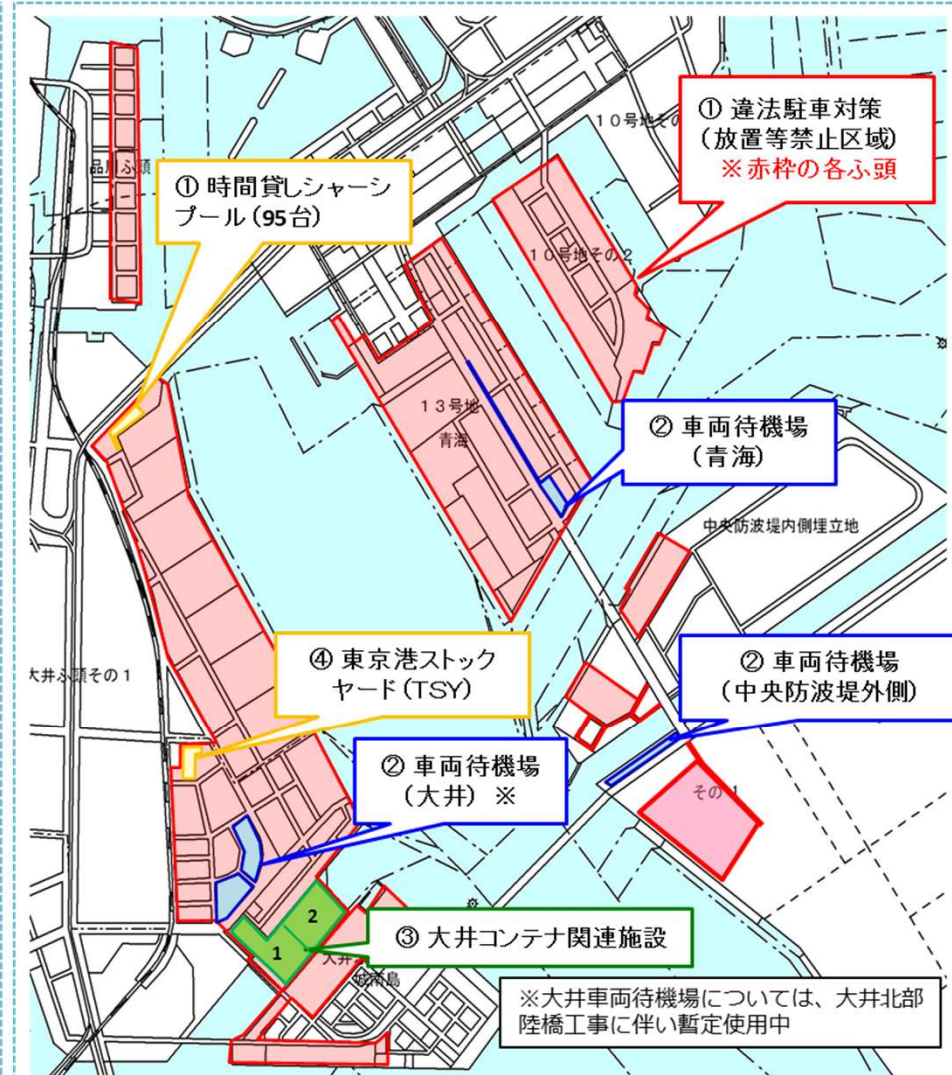 ① 違法駐車対策
(放置等禁止区域)
※赤枠の各ふ頭
10号地その
品川ふ頭
① 時間貸しシャーシ
プール(95台)
10号地その2
13号地
青海
② 車両待機場
(青海)
中央防波堤内側埋立地
④ 東京港ストック
ヤード(TSY)
大井ふ頭その1
② 車両待機場
(中央防波堤外側)
② 車両待機場
(大井) ※
その1
2
1
③ 大井コンテナ関連施設
大井
城南島
※大井車両待機場については、大井北部
陸橋工事に伴い暫定使用中